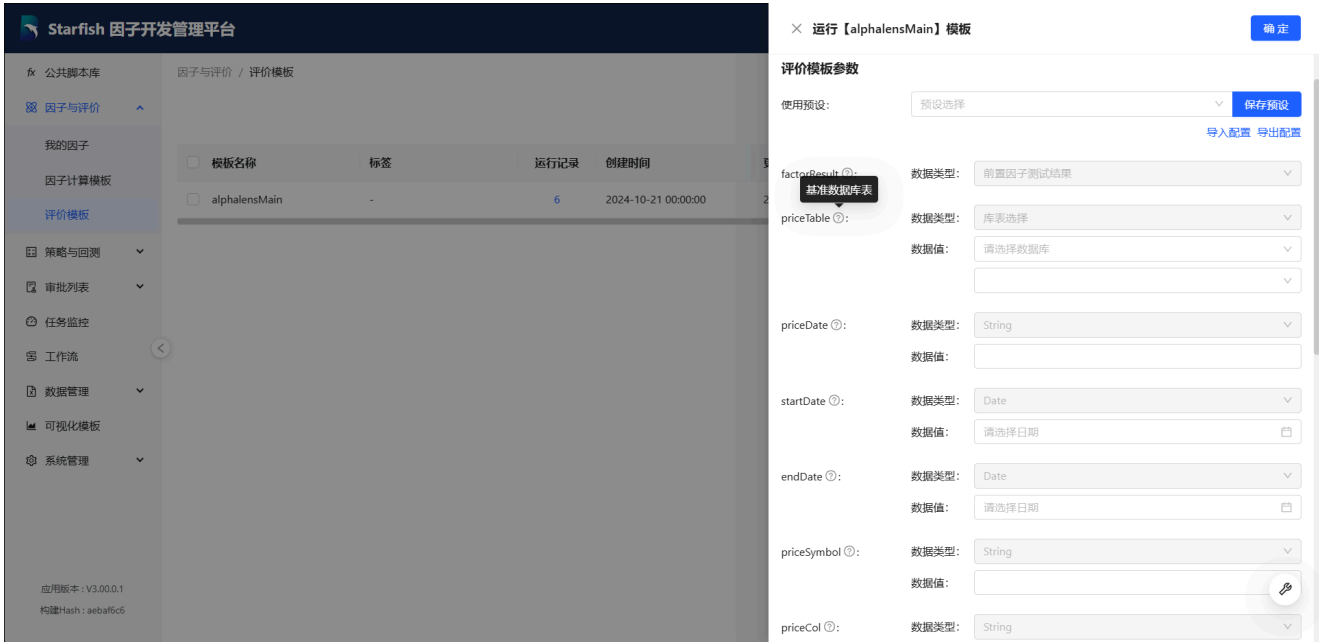 Starfish 因子开发管理平台
fx 公共脚本库
因子与评价
我的因子
因子计算模板
评价模板
策略与回测
审批列表
任务监控
工作流
数据管理
可视化模板
系统管理
应用版本 : V3.00.0.1
构建Hash : aebaf6c6
因子与评价 / 评价模板
模板名称 标签 运行记录 创建时间
alphalensMain - 6 2024-10-21 00:00:00 2
运行【alphalensMain】模板 确 定
评价模板参数
使用预设: 预设选择 保存预设
导入配置 导出配置
factorResult ?: 数据类型: 前置因子测试结果
基准数据库表
priceTable ?: 数据类型: 库表选择
数据值: 请选择数据库
priceDate ?: 数据类型: String
数据值:
startDate ?: 数据类型: Date
数据值: 请选择日期
endDate ?: 数据类型: Date
数据值: 请选择日期
priceSymbol ?: 数据类型: String
数据值:
priceCol ?: 数据类型: String